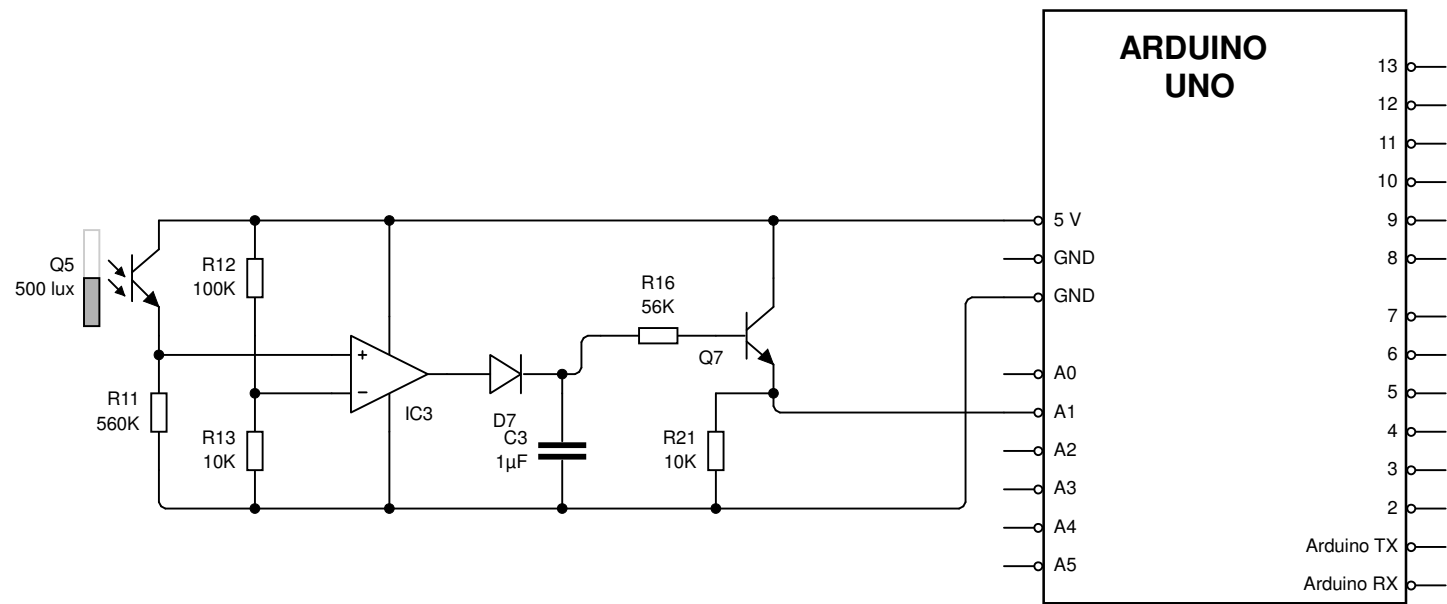 ARDUINO
UNO
13
12
11
10
9
8
7
6
5
4
3
2
Arduino TX
Arduino RX
5 V
GND
GND
A0
A1
A2
A3
A4
A5
Q5
500 lux
R12
100K
R11
560K
R13
10K
+
−
IC3
D7
C3
1µF
R16
56K
Q7
R21
10K